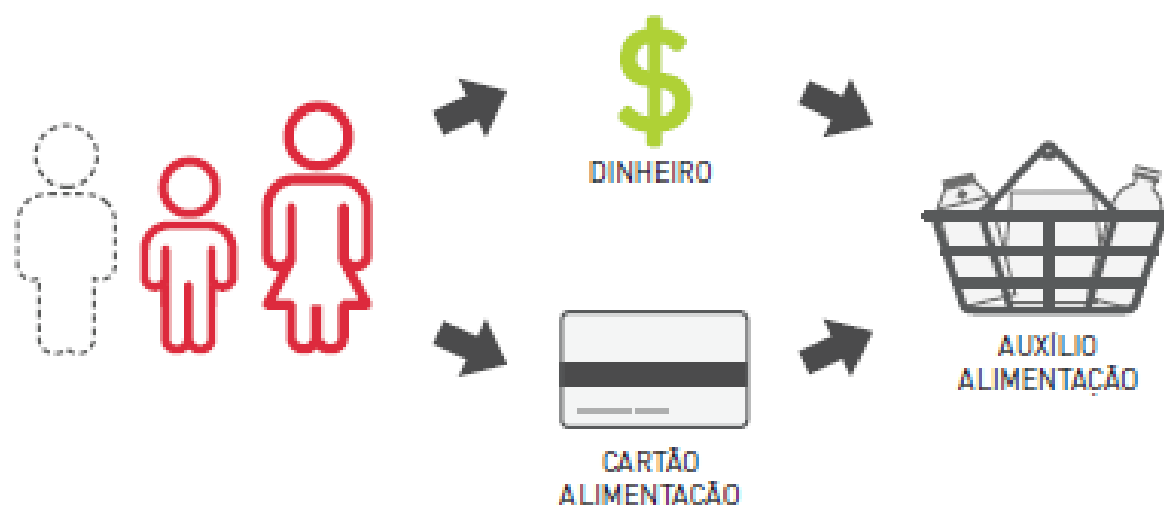 $
DINHEIRO
AUXÍLIO
ALIMENTAÇÃO
CARTÃO
ALIMENTAÇÃO